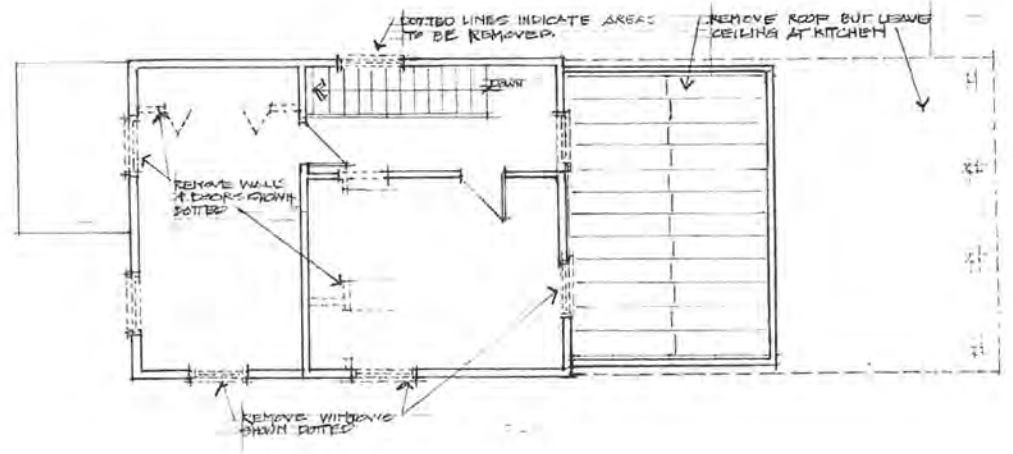 DOTTED LINES INDICATE AREAS
TO BE REMOVED.
REMOVE ROOF BUT LEAVE
CEILING AT KITCHEN
DOWN
REMOVE WALLS
& DOORS SHOWN
DOTTED
REMOVE WINDOWS
SHOWN DOTTED